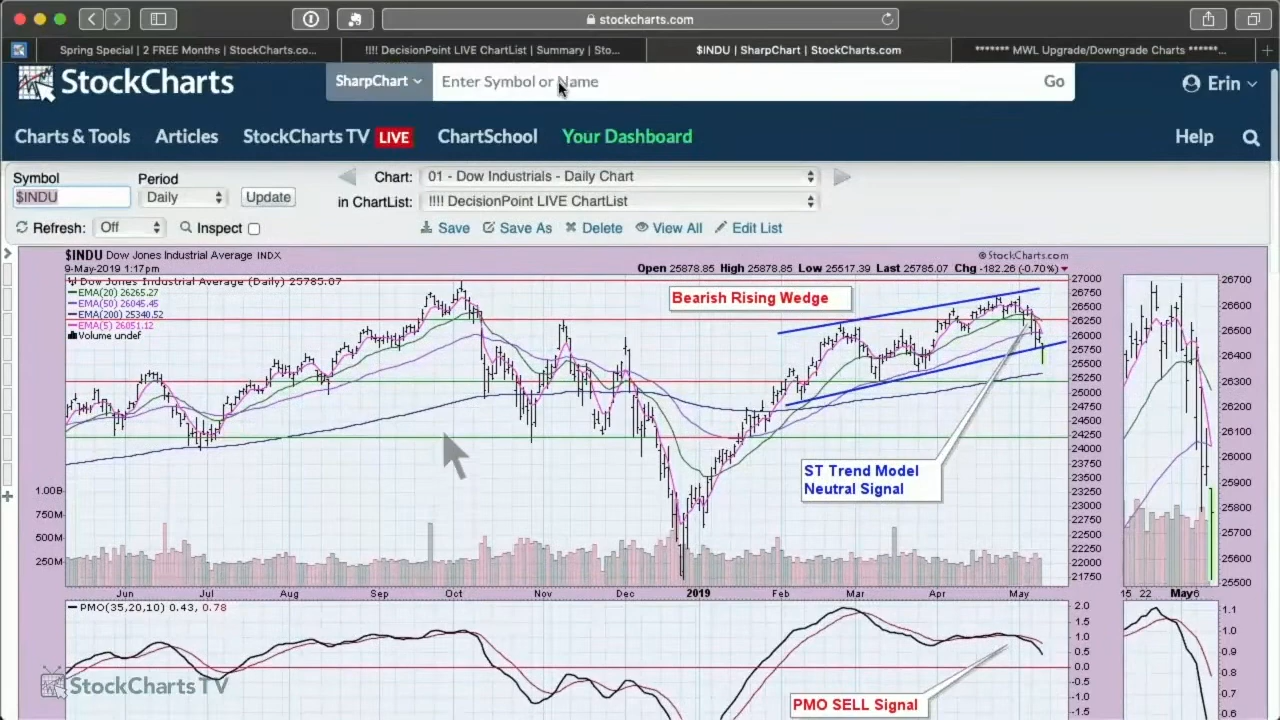 stockcharts.com
Spring Special | 2 FREE Months | StockCharts.co...
!!!! DecisionPoint LIVE ChartList | Summary | Sto...
$INDU | SharpChart | StockCharts.com
******* MWL Upgrade/Downgrade Charts ******...
StockCharts
SharpChart
Enter Symbol or Name
Go
Erin
Charts & Tools
Articles
StockCharts TV LIVE
ChartSchool
Your Dashboard
Help
Symbol
Period
Chart: 01 - Dow Industrials - Daily Chart
$INDU
Daily
Update
in ChartList: !!!! DecisionPoint LIVE ChartList
Refresh: Off
Inspect
Save
Save As
Delete
View All
Edit List
$INDU Dow Jones Industrial Average INDX
© StockCharts.com
9-May-2019 1:17pm
Open 25878.85 High 25878.85 Low 25517.39 Last 25785.07 Chg -182.26 (-0.70%)
Dow Jones Industrial Average (Daily) 25785.07
EMA(20) 26265.27
EMA(50) 26045.45
EMA(200) 25340.52
EMA(5) 26051.12
Volume undef
Bearish Rising Wedge
ST Trend Model
Neutral Signal
27000
26750
26500
26250
26000
25750
25500
25250
25000
24750
24500
24250
24000
23750
23500
23250
23000
22750
22500
22250
22000
21750
1.00B
750M
500M
250M
26700
26600
26500
26400
26300
26200
26100
26000
25900
25800
25700
25600
25500
Jun Jul Aug Sep Oct Nov Dec 2019 Feb Mar Apr May
15 22 May6
PMO(35,20,10) 0.43, 0.78
2.0
1.5
1.0
0.5
0.0
-0.5
-1.0
-1.5
1.1
1.0
0.9
0.8
0.7
0.6
PMO SELL Signal
StockCharts TV